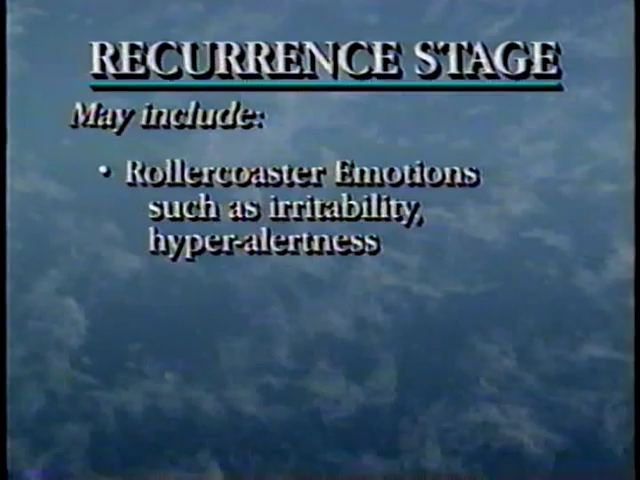 RECURRENCE STAGE
May include:
• Rollercoaster Emotions
such as irritability,
hyper-alertness